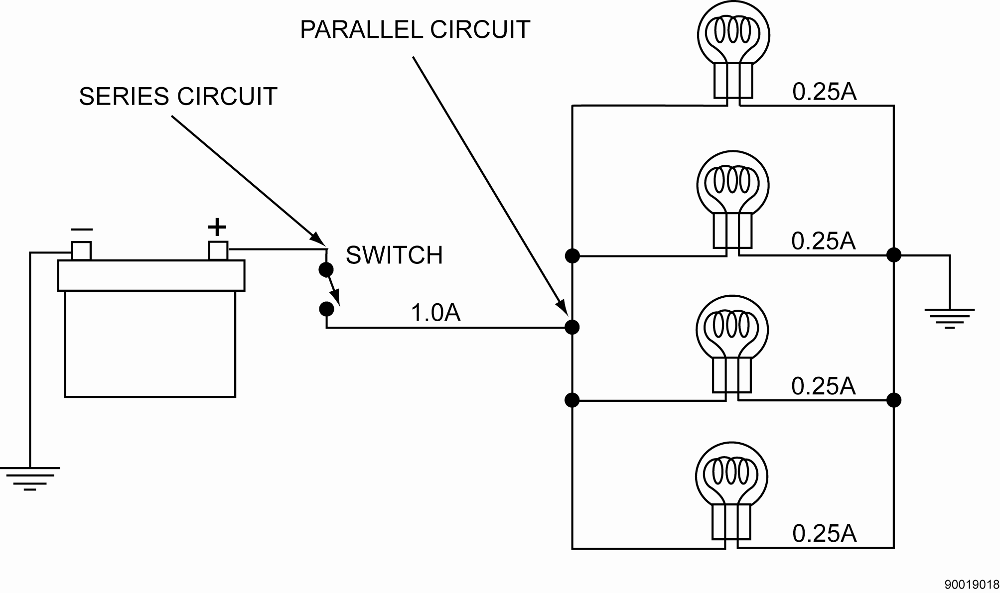 PARALLEL CIRCUIT
SERIES CIRCUIT
0.25A
– +
SWITCH
0.25A
1.0A
0.25A
0.25A
90019018